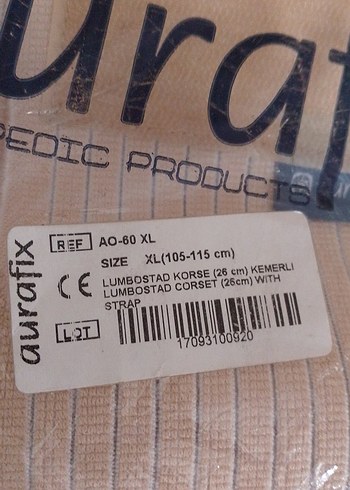 uraf
PEDIC PRODUCTS
aurafix
REF AO-60 XL
SIZE XL(105-115 cm)
CE LUMBOSTAD KORSE (26 cm) KEMERLI
LUMBOSTAD CORSET (26cm) WITH
STRAP
LOT
17093100920